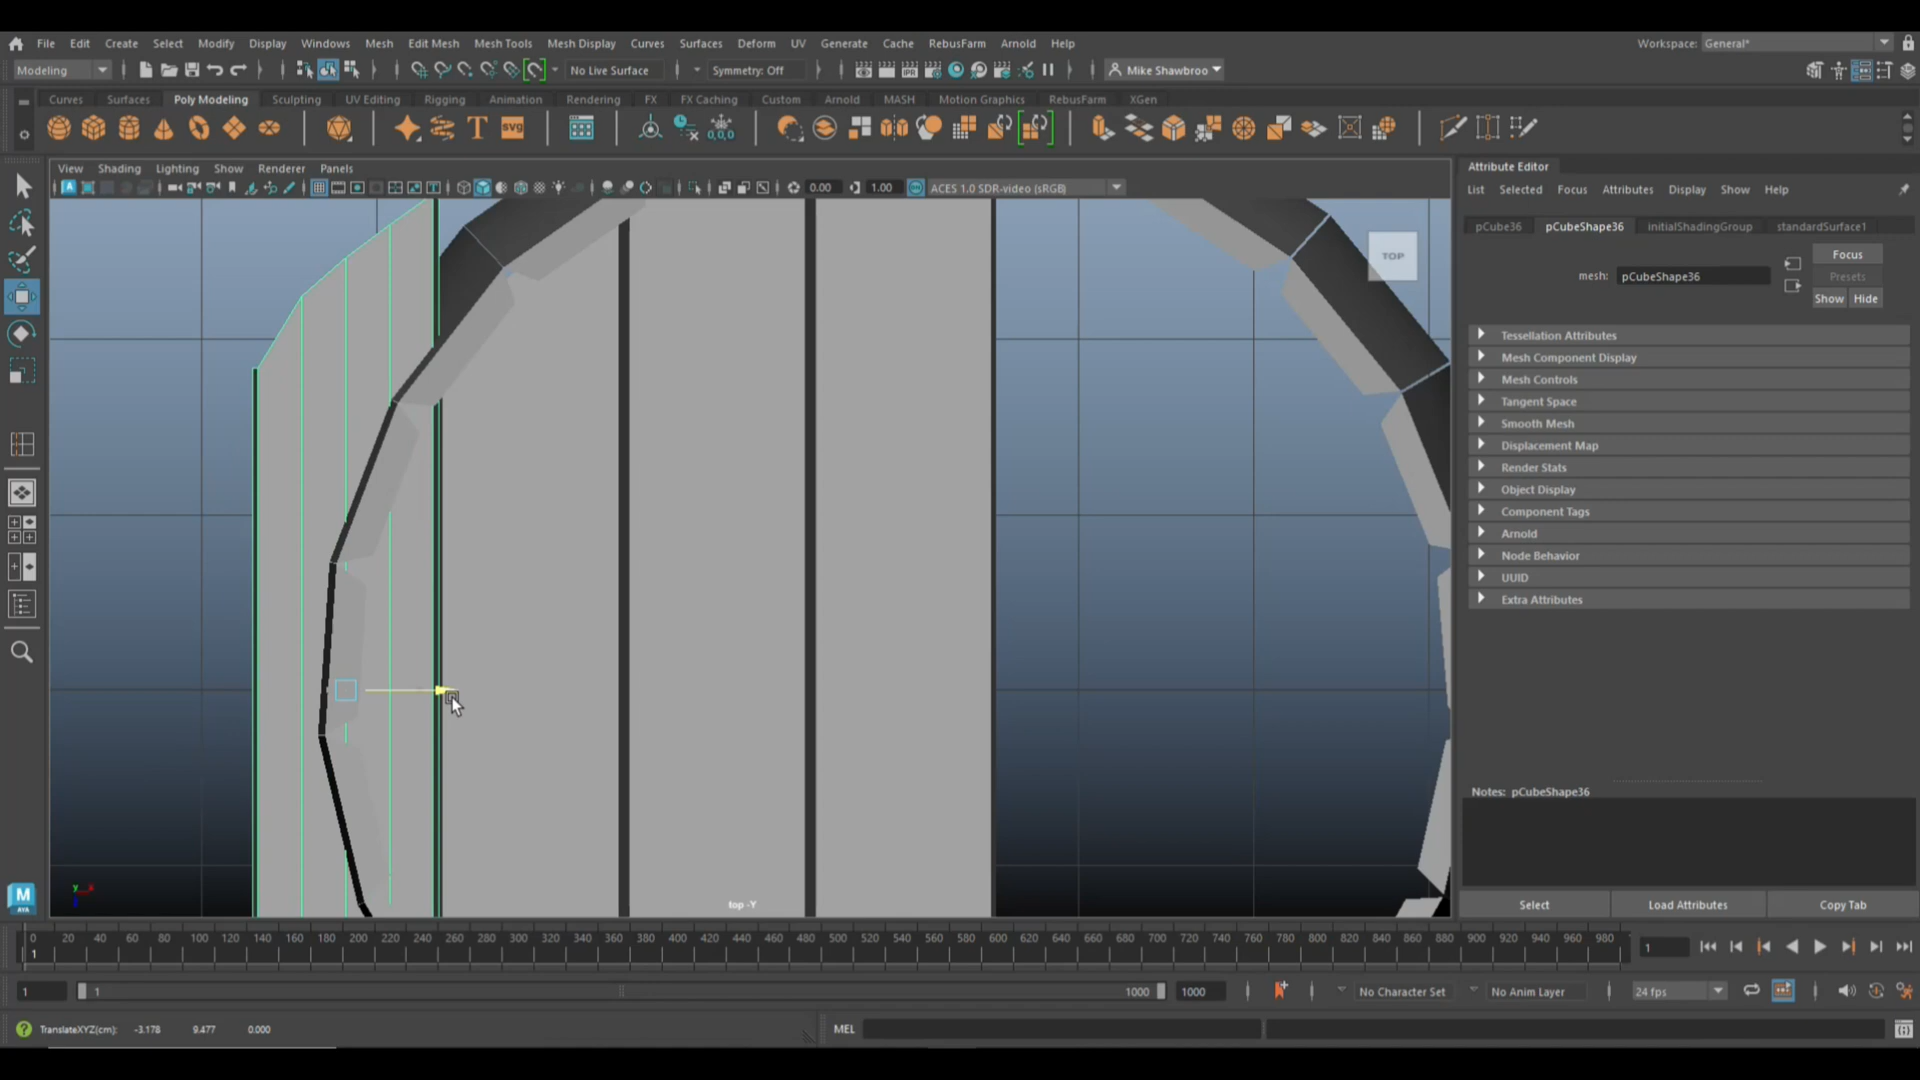 File Edit Create Select Modify Display Windows Mesh Edit Mesh Mesh Tools Mesh Display Curves Surfaces Deform UV Generate Cache RebusFarm Arnold Help Workspace: General*
Modeling No Live Surface Symmetry: Off IPR Mike Shawbroo
Curves Surfaces Poly Modeling Sculpting UV Editing Rigging Animation Rendering FX FX Caching Custom Arnold MASH Motion Graphics RebusFarm XGen
T SVG 0,0,0
View Shading Lighting Show Renderer Panels
0.00 1.00 ACES 1.0 SDR-video (sRGB)
TOP
Attribute Editor
List Selected Focus Attributes Display Show Help
pCube36 pCubeShape36 initialShadingGroup standardSurface1
Focus
mesh: pCubeShape36 Presets
Show Hide
Tessellation Attributes
Mesh Component Display
Mesh Controls
Tangent Space
Smooth Mesh
Displacement Map
Render Stats
Object Display
Component Tags
Arnold
Node Behavior
UUID
Extra Attributes
Notes: pCubeShape36
Select Load Attributes Copy Tab
y x
top -Y
M
0 20 40 60 80 100 120 140 160 180 200 220 240 260 280 300 320 340 360 380 400 420 440 460 480 500 520 540 560 580 600 620 640 660 680 700 720 740 760 780 800 820 840 860 880 900 920 940 960 980
1 1
1 1 1000 1000 No Character Set No Anim Layer 24 fps
TranslateXYZ(cm): -3.178 9.477 0.000 MEL